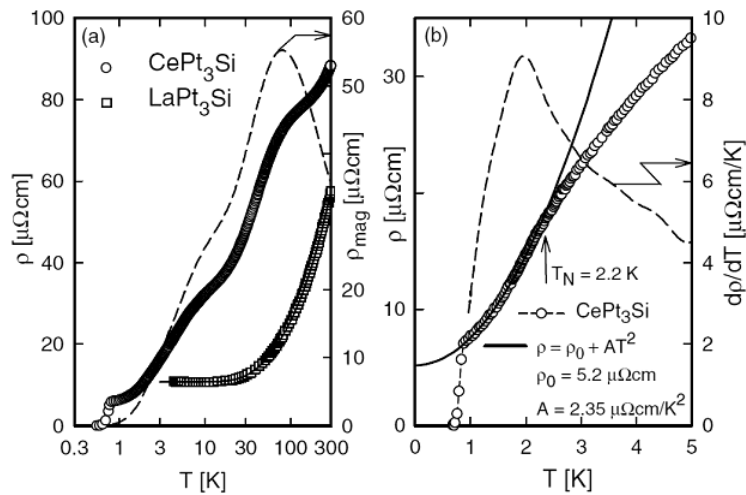 (a)
CePt3Si
LaPt3Si
ρ [μΩcm]
100
80
60
40
20
0
60
50
40
30
20
10
0
ρmag [μΩcm]
0.3 1 3 10 30 100 300
T [K]
(b)
ρ [μΩcm]
30
20
10
0
10
8
6
4
2
0
dρ/dT [μΩcm/K]
TN = 2.2 K
CePt3Si
ρ = ρ0 + AT²
ρ0 = 5.2 μΩcm
A = 2.35 μΩcm/K²
0 1 2 3 4 5
T [K]